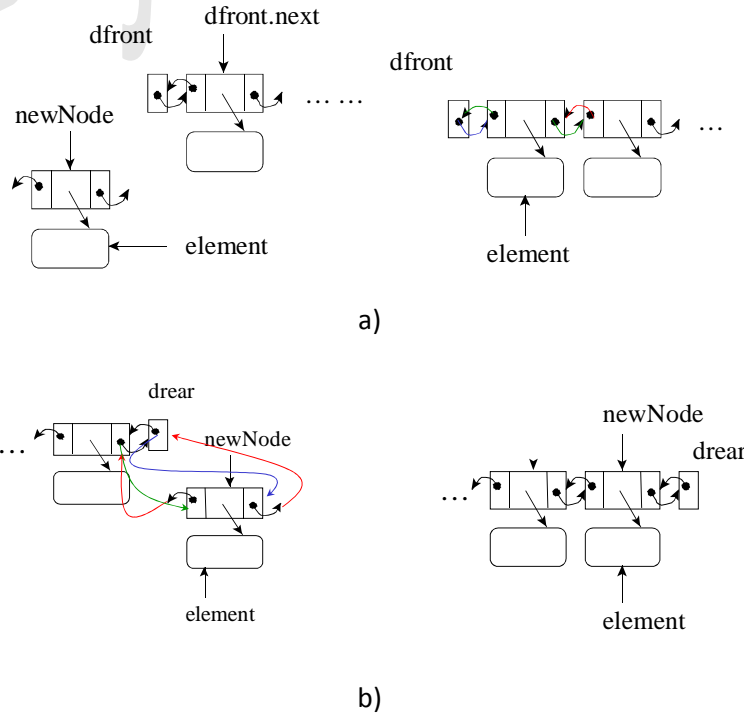 dfront.next
dfront
… …
newNode
element
dfront
…
element
a)
drear
newNode
…
element
newNode
drear
…
element
b)